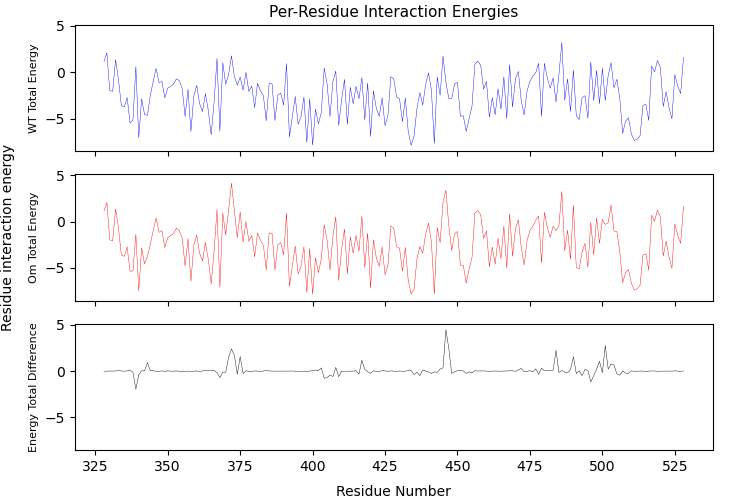 Per-Residue Interaction Energies
Residue interaction energy
WT Total Energy
5
0
−5
Om Total Energy
5
0
−5
Energy Total Difference
5
0
−5
325 350 375 400 425 450 475 500 525
Residue Number